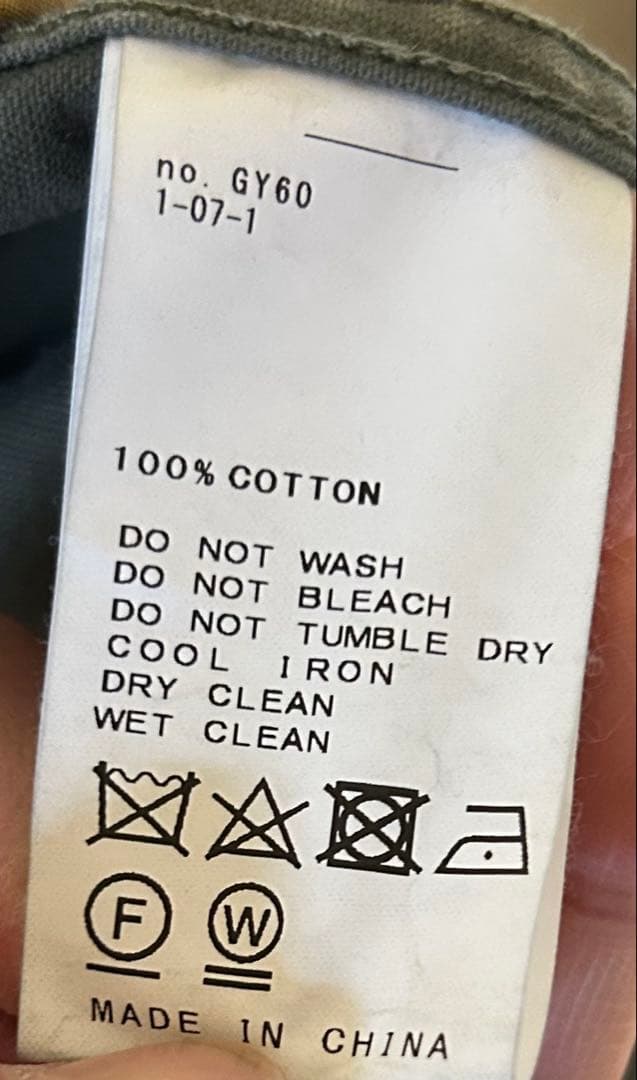 no. GY60
1-07-1
100% COTTON
DO NOT WASH
DO NOT BLEACH
DO NOT TUMBLE DRY
COOL IRON
DRY CLEAN
WET CLEAN
F W
MADE IN CHINA